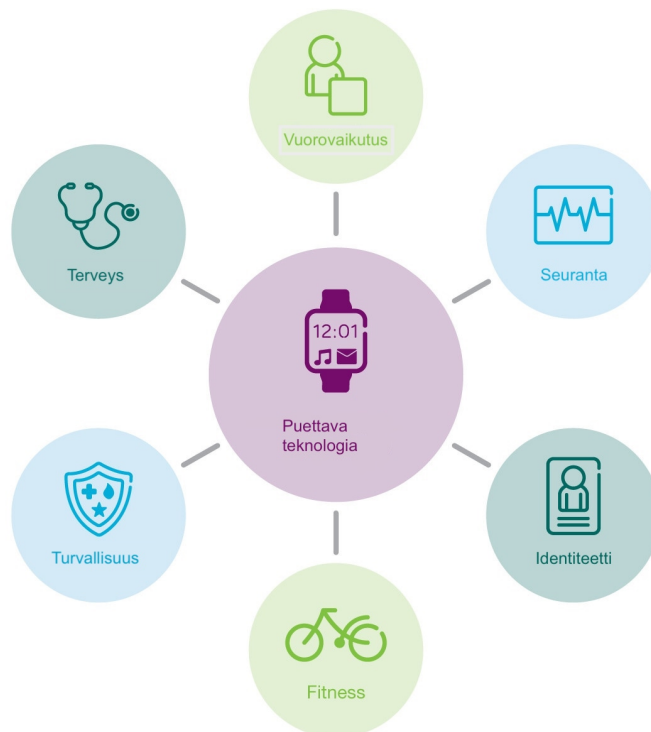 Vuorovaikutus
Terveys
Seuranta
12:01
Puettava
teknologia
Turvallisuus
Identiteetti
Fitness